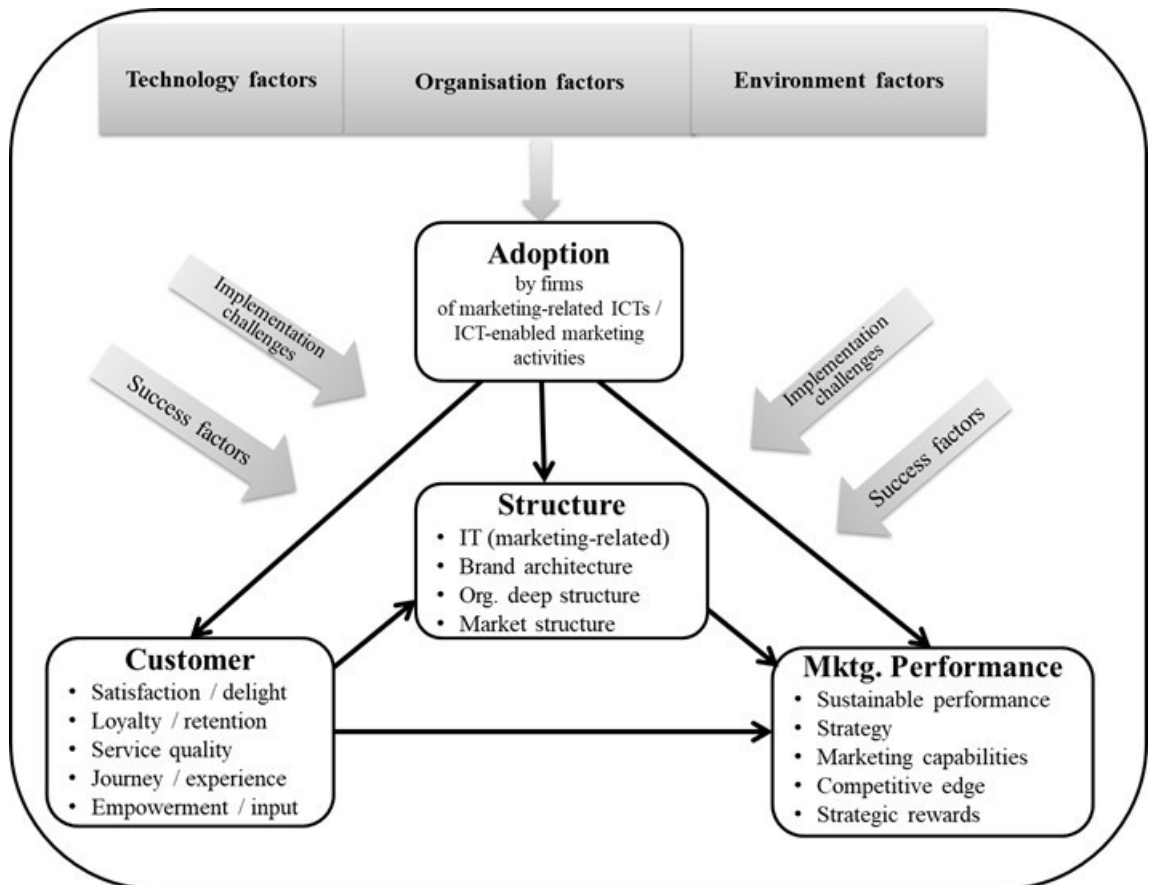 Technology factors
Organisation factors
Environment factors
Adoption
by firms
of marketing-related ICTs /
ICT-enabled marketing
activities
Implementation
challenges
Success factors
Implementation
challenges
Success factors
Structure
• IT (marketing-related)
• Brand architecture
• Org. deep structure
• Market structure
Customer
• Satisfaction / delight
• Loyalty / retention
• Service quality
• Journey / experience
• Empowerment / input
Mktg. Performance
• Sustainable performance
• Strategy
• Marketing capabilities
• Competitive edge
• Strategic rewards